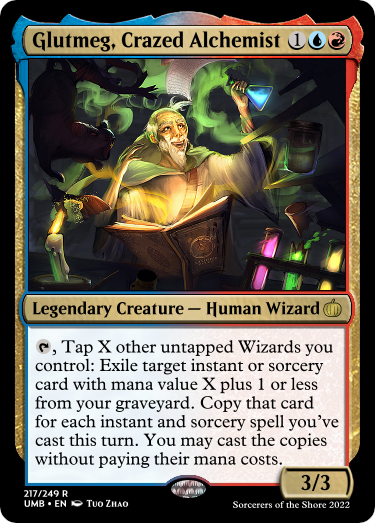 Glutmeg, Crazed Alchemist 1
Legendary Creature — Human Wizard
, Tap X other untapped Wizards you
control: Exile target instant or sorcery
card with mana value X plus 1 or less
from your graveyard. Copy that card
for each instant and sorcery spell you've
cast this turn. You may cast the copies
without paying their mana costs.
3/3
217/249 R
UMB • EN Tuo Zhao
Sorcerers of the Shore 2022